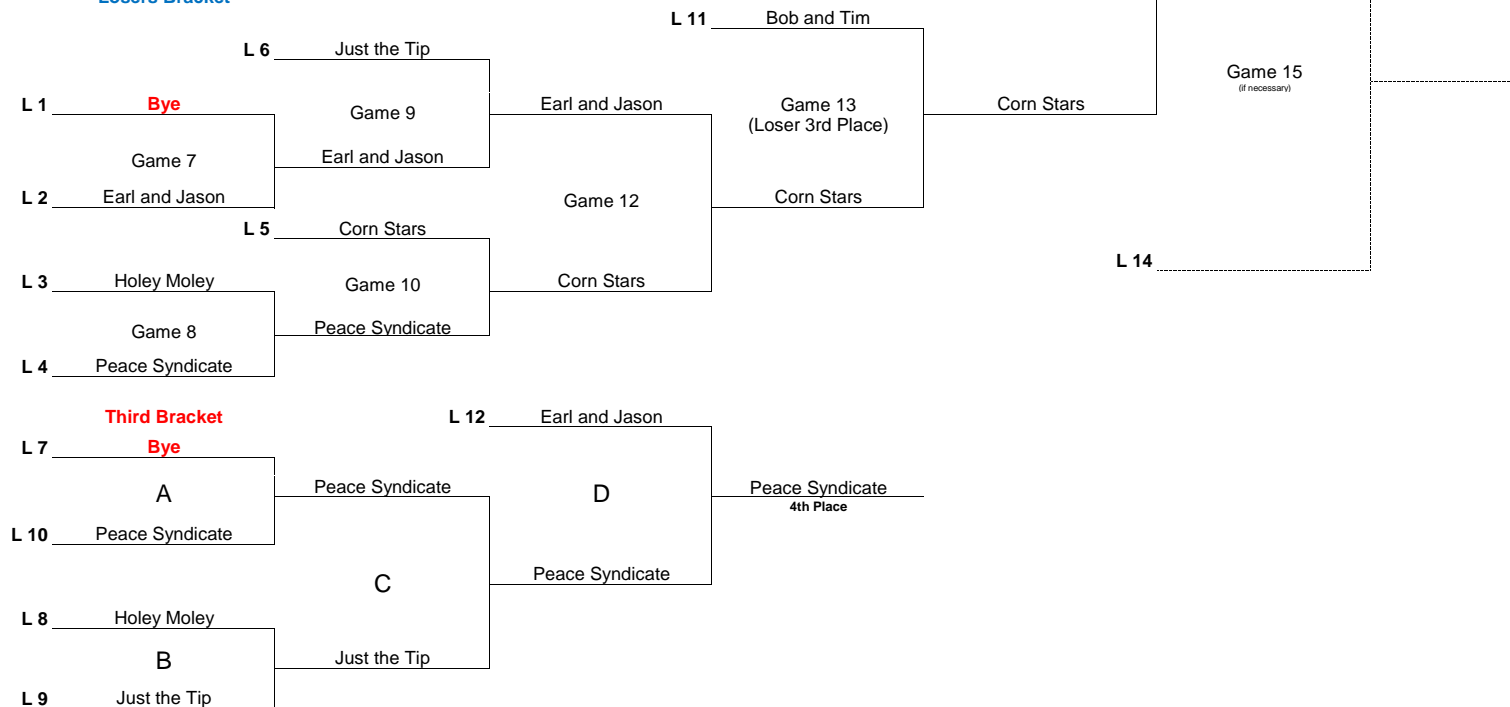 Losers Bracket
L 11 Bob and Tim
L 6 Just the Tip
Game 15
(if necessary)
L 1 Bye
Game 9
Earl and Jason
Game 13
(Loser 3rd Place)
Corn Stars
Game 7
Earl and Jason
L 2 Earl and Jason
Game 12
Corn Stars
L 5 Corn Stars
L 14
L 3 Holey Moley
Game 10
Corn Stars
Game 8
Peace Syndicate
L 4 Peace Syndicate
Third Bracket
L 12 Earl and Jason
L 7 Bye
A
Peace Syndicate
D
Peace Syndicate
4th Place
L 10 Peace Syndicate
C
Peace Syndicate
L 8 Holey Moley
B
Just the Tip
L 9 Just the Tip